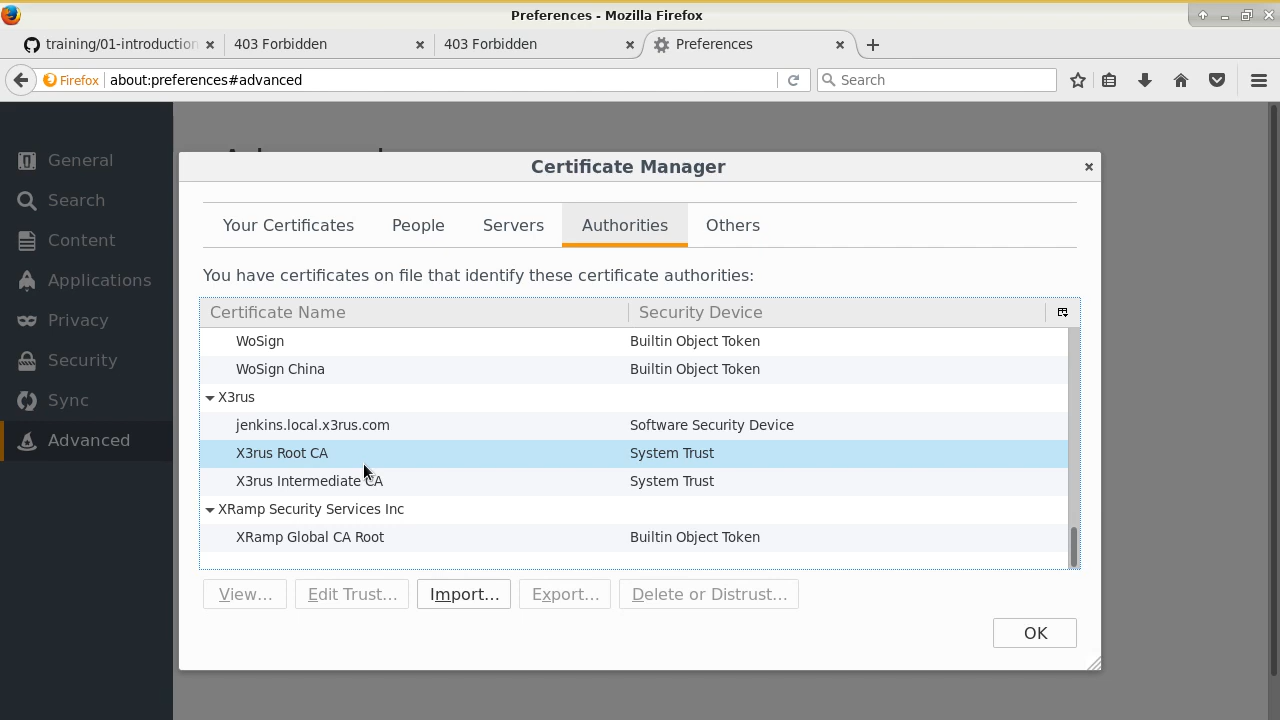 Preferences - Mozilla Firefox
training/01-introduction
403 Forbidden
403 Forbidden
Preferences
Firefox
about:preferences#advanced
Search
General
Search
Content
Applications
Privacy
Security
Sync
Advanced
Certificate Manager
Your Certificates People Servers Authorities Others
You have certificates on file that identify these certificate authorities:
Certificate Name Security Device
WoSign Builtin Object Token
WoSign China Builtin Object Token
X3rus
jenkins.local.x3rus.com Software Security Device
X3rus Root CA System Trust
X3rus Intermediate CA System Trust
XRamp Security Services Inc
XRamp Global CA Root Builtin Object Token
View... Edit Trust... Import... Export... Delete or Distrust...
OK